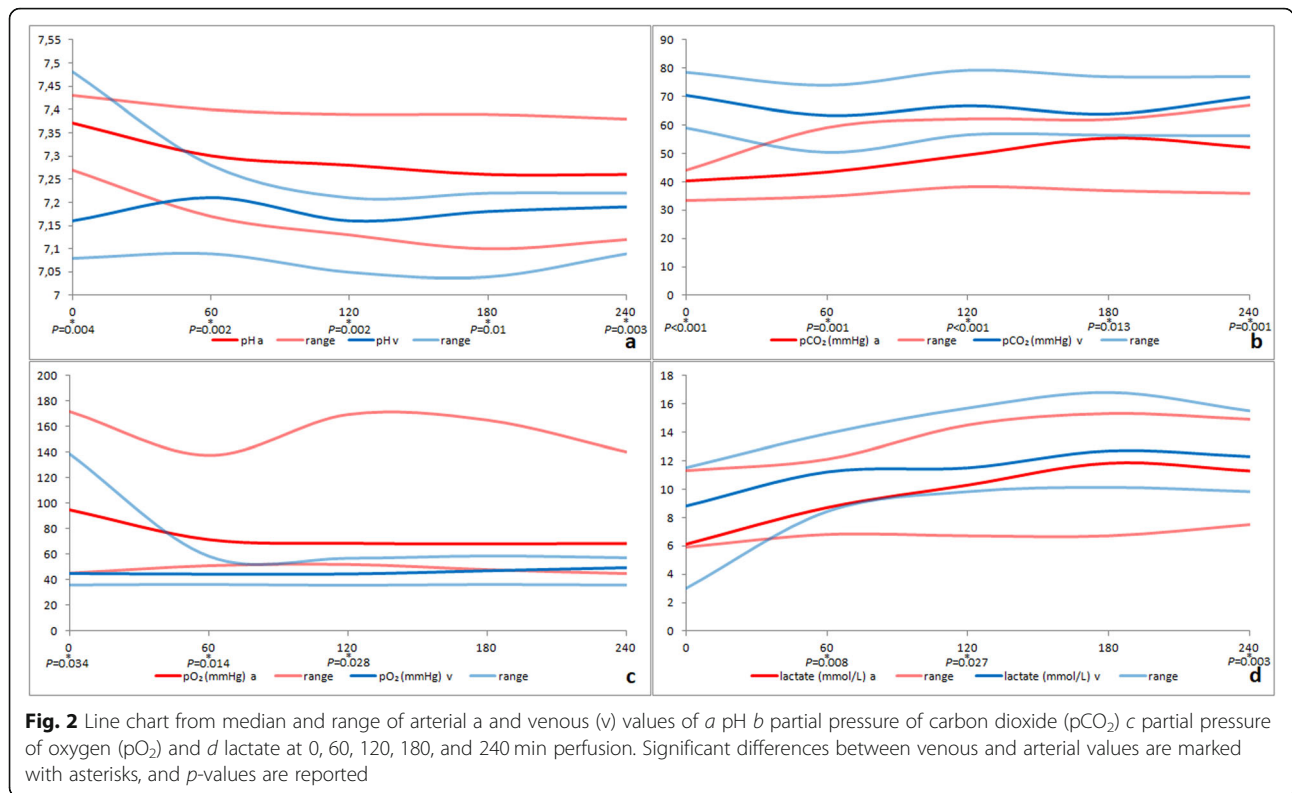 7,55
7,5
7,45
7,4
7,35
7,3
7,25
7,2
7,15
7,1
7,05
7
0 60 120 180 240
* * * * *
P=0.004 P=0.002 P=0.002 P=0.01 P=0.003
pH a range pH v range
a
90
80
70
60
50
40
30
20
10
0
0 60 120 180 240
* * * * *
P<0.001 P=0.001 P<0.001 P=0.013 P=0.001
pCO₂ (mmHg) a range pCO₂ (mmHg) v range
b
200
180
160
140
120
100
80
60
40
20
0
0 60 120 180 240
* * *
P=0.034 P=0.014 P=0.028
pO₂ (mmHg) a range pO₂ (mmHg) v range
c
18
16
14
12
10
8
6
4
2
0
0 60 120 180 240
* * *
P=0.008 P=0.027 P=0.003
lactate (mmol/L) a range lactate (mmol/L) v range
d
Fig. 2 Line chart from median and range of arterial a and venous (v) values of a pH b partial pressure of carbon dioxide (pCO₂) c partial pressure
of oxygen (pO₂) and d lactate at 0, 60, 120, 180, and 240 min perfusion. Significant differences between venous and arterial values are marked
with asterisks, and p-values are reported